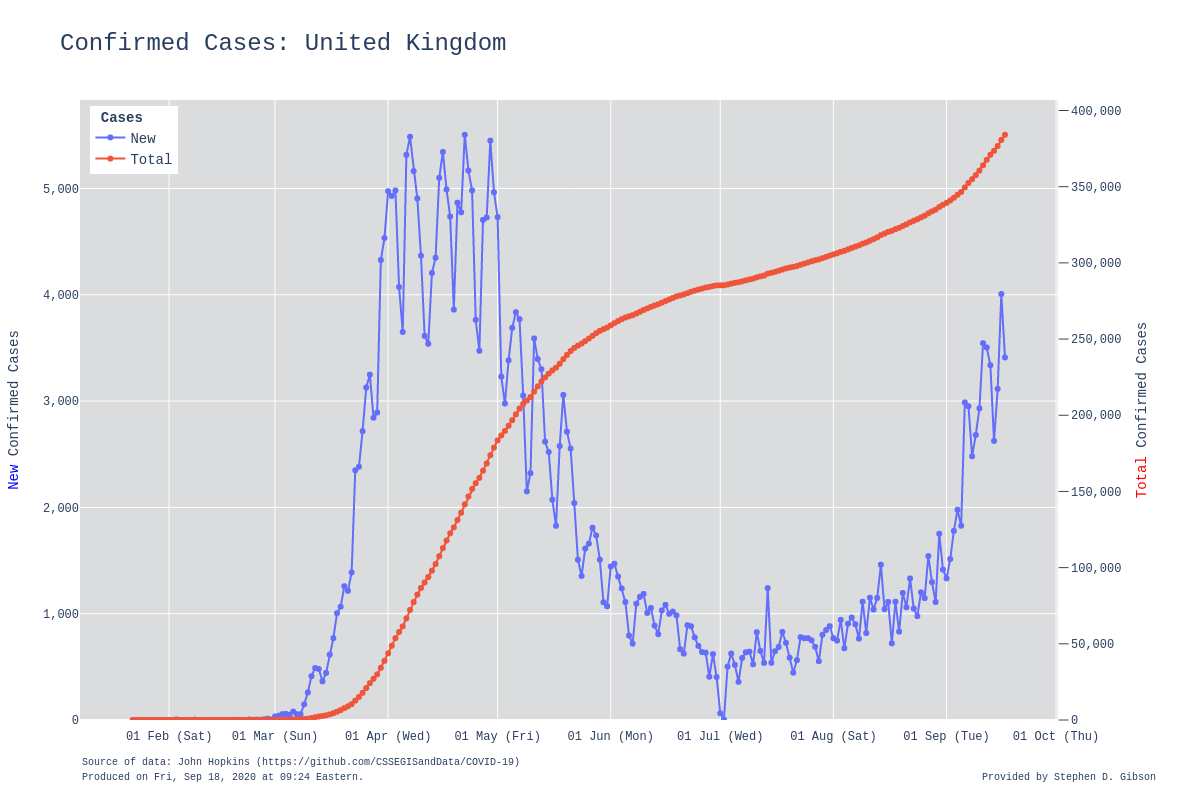 Confirmed Cases: United Kingdom
Cases
New
Total
400,000
350,000
300,000
250,000
200,000
150,000
100,000
50,000
0
5,000
4,000
3,000
2,000
1,000
0
New Confirmed Cases
Total Confirmed Cases
01 Feb (Sat) 01 Mar (Sun) 01 Apr (Wed) 01 May (Fri) 01 Jun (Mon) 01 Jul (Wed) 01 Aug (Sat) 01 Sep (Tue) 01 Oct (Thu)
Source of data: John Hopkins (https://github.com/CSSEGISandData/COVID-19)
Produced on Fri, Sep 18, 2020 at 09:24 Eastern.
Provided by Stephen D. Gibson